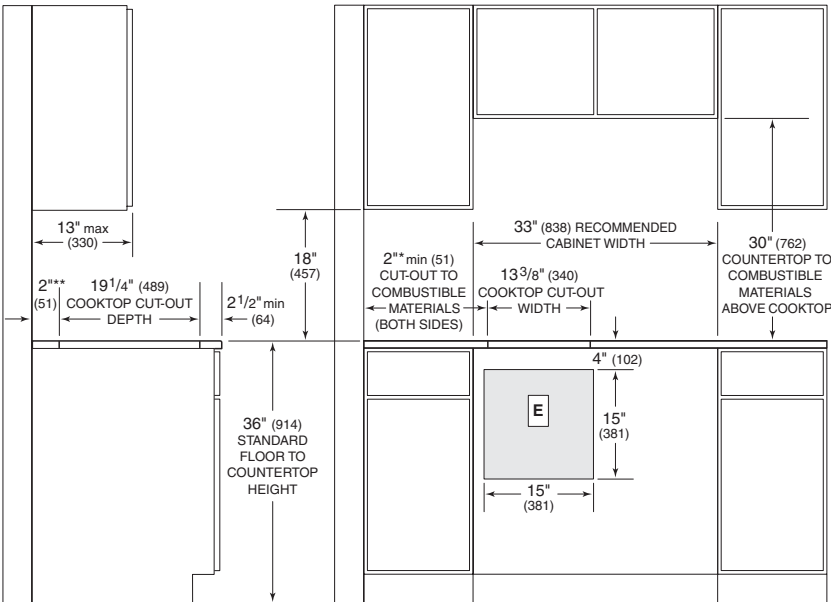 13" max
(330)
18"
(457)
2"**
(51)
19 1/4" (489)
COOKTOP CUT-OUT
DEPTH
2 1/2" min
(64)
36" (914)
STANDARD
FLOOR TO
COUNTERTOP
HEIGHT
33" (838) RECOMMENDED
CABINET WIDTH
2"* min (51)
CUT-OUT TO
COMBUSTIBLE
MATERIALS
(BOTH SIDES)
13 3/8" (340)
COOKTOP CUT-OUT
WIDTH
30" (762)
COUNTERTOP TO
COMBUSTIBLE
MATERIALS
ABOVE COOKTOP
4" (102)
E
15"
(381)
15"
(381)